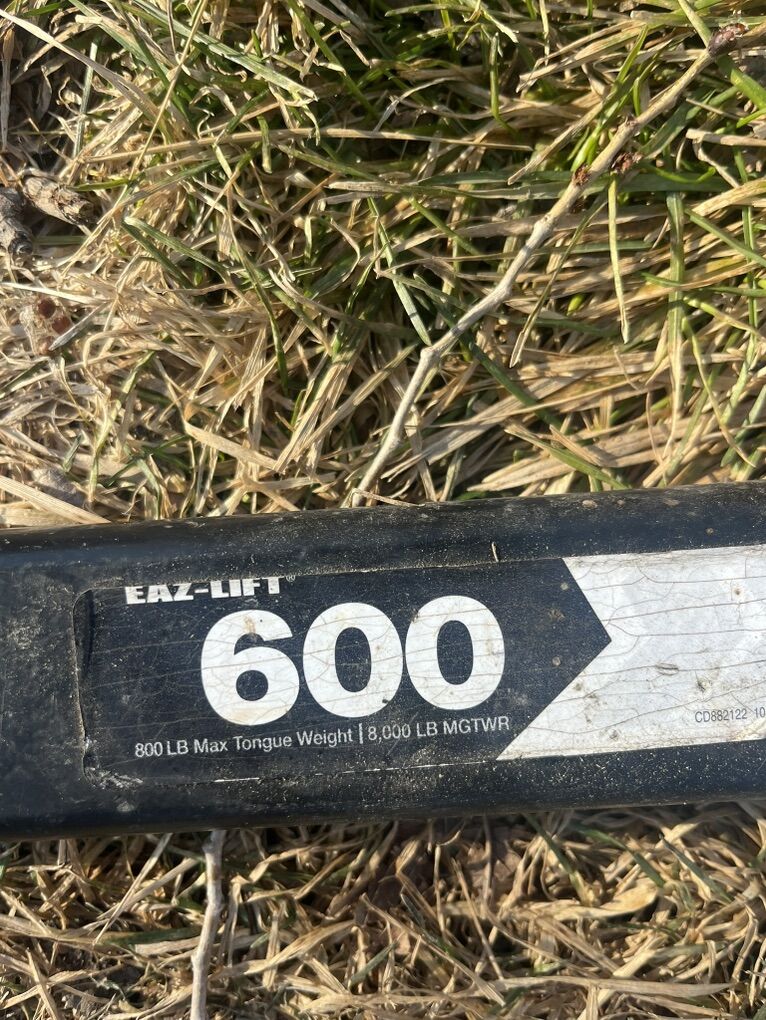 EAZ-LIFT®
600
800 LB Max Tongue Weight | 8,000 LB MGTWR
CD882122 10